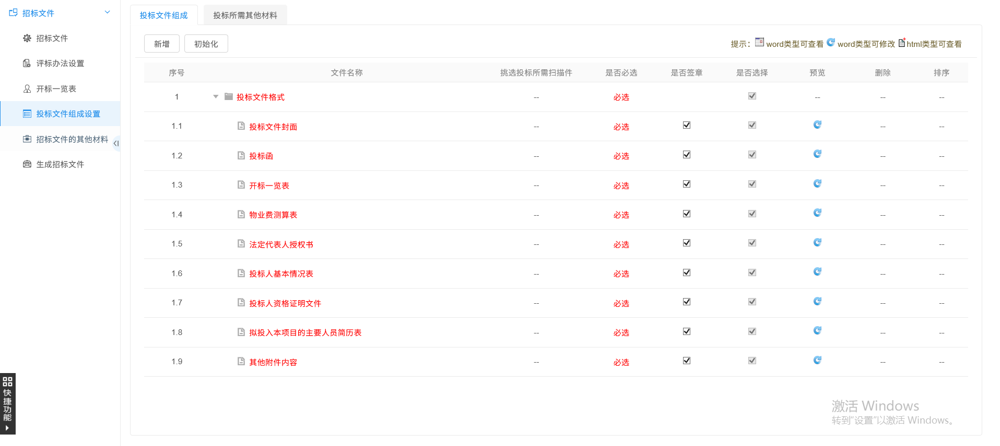 招标文件
招标文件
评标办法设置
开标一览表
投标文件组成设置
招标文件的其他材料
生成招标文件
快捷功能
投标文件组成 投标所需其他材料
新增 初始化 提示： word类型可查看 word类型可修改 html类型可查看
序号 文件名称 挑选投标所需扫描件 是否必选 是否签章 是否选择 预览 删除 排序
1 投标文件格式 -- 必选 -- -- --
1.1 投标文件封面 -- 必选 -- --
1.2 投标函 -- 必选 -- --
1.3 开标一览表 -- 必选 -- --
1.4 物业费测算表 -- 必选 -- --
1.5 法定代表人授权书 -- 必选 -- --
1.6 投标人基本情况表 -- 必选 -- --
1.7 投标人资格证明文件 -- 必选 -- --
1.8 拟投入本项目的主要人员简历表 -- 必选 -- --
1.9 其他附件内容 -- 必选 -- --
激活 Windows
转到“设置”以激活 Windows。